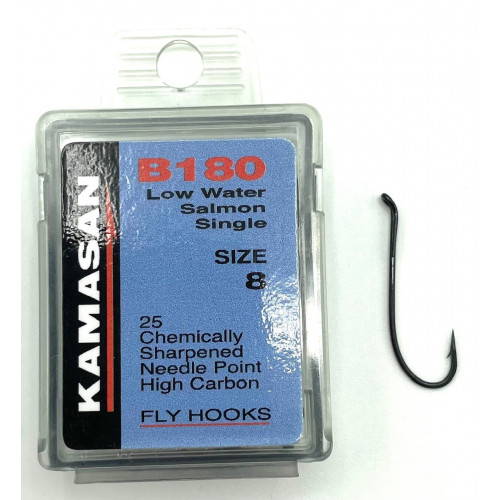 KAMASAN
B180
Low Water
Salmon
Single
SIZE
8
25
Chemically
Sharpened
Needle Point
High Carbon
FLY HOOKS